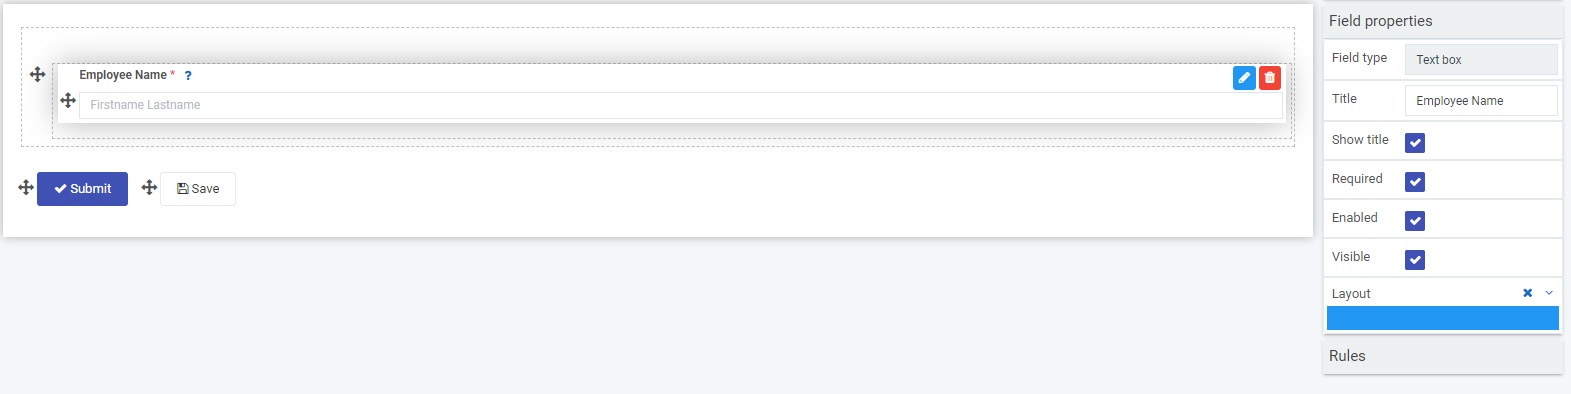 Employee Name * ?
Firstname Lastname
Submit
Save
Field properties
Field type Text box
Title Employee Name
Show title
Required
Enabled
Visible
Layout
Rules